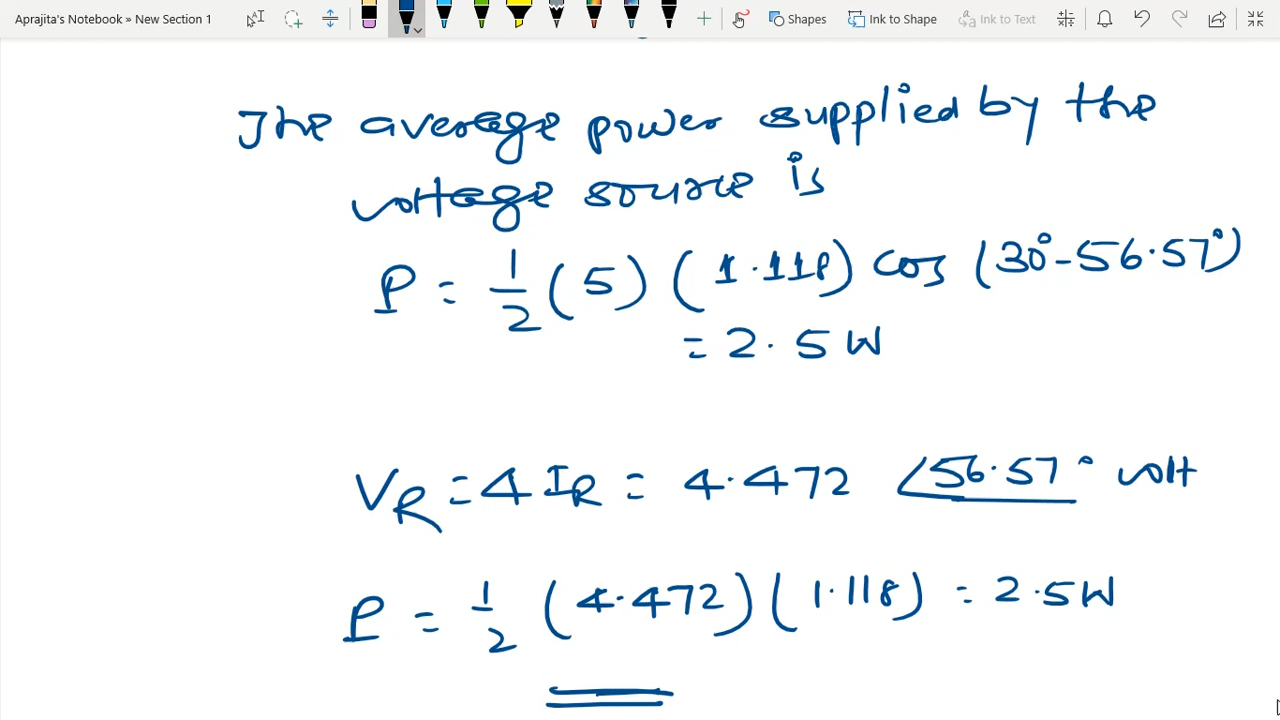 Aprajita's Notebook » New Section 1
Shapes
Ink to Shape
Ink to Text
The average power supplied by the
voltage source is
P = 1/2 (5) (1.118) cos (30° - 56.57°)
= 2.5 W
VR = 4 IR = 4.472 ∠56.57° volt
P = 1/2 (4.472) (1.118) = 2.5 W